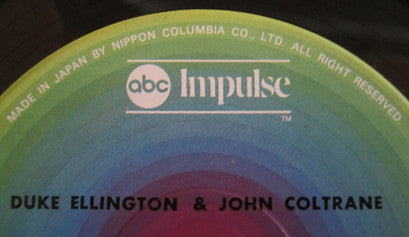 MADE IN JAPAN BY NIPPON COLUMBIA CO., LTD. ALL RIGHT RESERVED.
abc Impulse
TM
DUKE ELLINGTON & JOHN COLTRANE